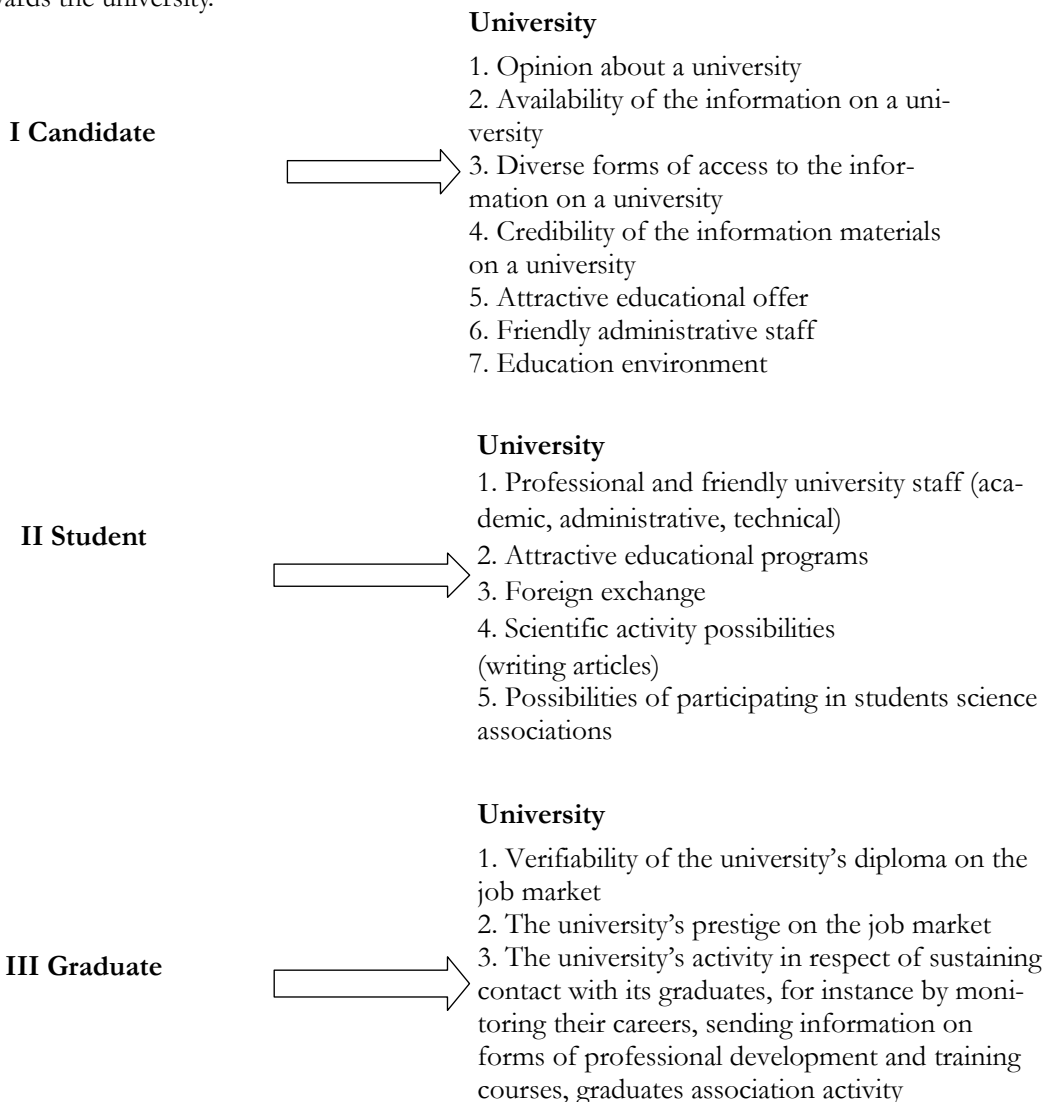 the university.
University
1. Opinion about a university
2. Availability of the information on a uni-
versity
I Candidate
3. Diverse forms of access to the infor-
mation on a university
4. Credibility of the information materials
on a university
5. Attractive educational offer
6. Friendly administrative staff
7. Education environment
University
1. Professional and friendly university staff (aca-
demic, administrative, technical)
II Student
2. Attractive educational programs
3. Foreign exchange
4. Scientific activity possibilities
(writing articles)
5. Possibilities of participating in students science
associations
University
1. Verifiability of the university’s diploma on the
job market
2. The university’s prestige on the job market
III Graduate
3. The university’s activity in respect of sustaining
contact with its graduates, for instance by moni-
toring their careers, sending information on
forms of professional development and training
courses, graduates association activity